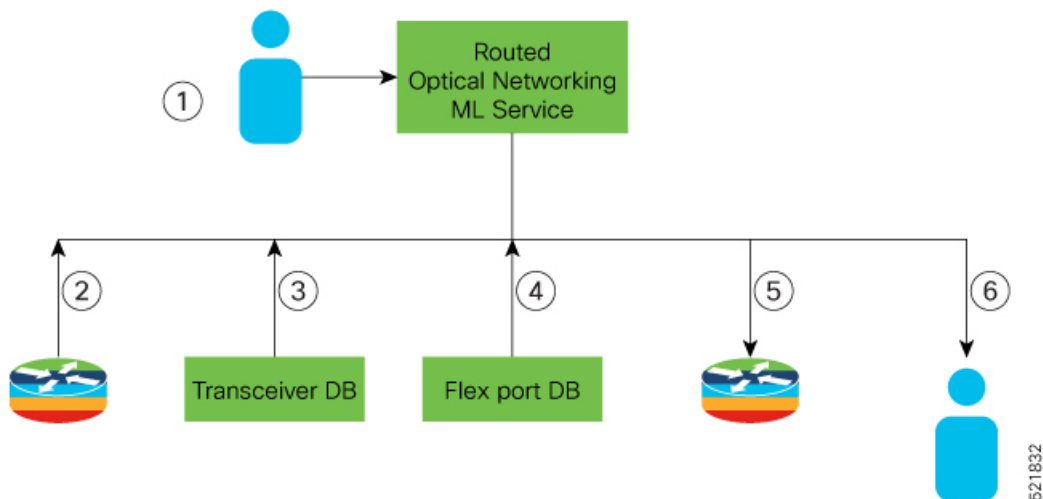 Routed
Optical Networking
ML Service
1
2
3
4
5
6
Transceiver DB
Flex port DB
521832